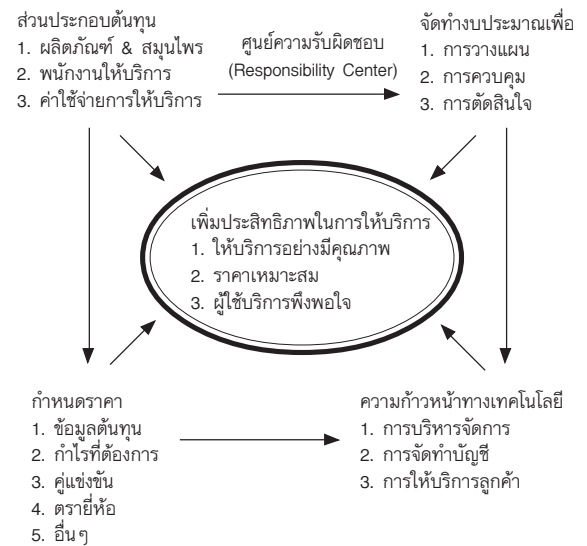 ส่วนประกอบต้นทุน
1. ผลิตภัณฑ์ & สมุนไพร
2. พนักงานให้บริการ
3. ค่าใช้จ่ายการให้บริการ
ศูนย์ความรับผิดชอบ
(Responsibility Center)
จัดทำงบประมาณเพื่อ
1. การวางแผน
2. การควบคุม
3. การตัดสินใจ
เพิ่มประสิทธิภาพในการให้บริการ
1. ให้บริการอย่างมีคุณภาพ
2. ราคาเหมาะสม
3. ผู้ใช้บริการพึงพอใจ
กำหนดราคา
1. ข้อมูลต้นทุน
2. กำไรที่ต้องการ
3. คู่แข่งขัน
4. ตรายี่ห้อ
5. อื่นๆ
ความก้าวหน้าทางเทคโนโลยี
1. การบริหารจัดการ
2. การจัดทำบัญชี
3. การให้บริการลูกค้า